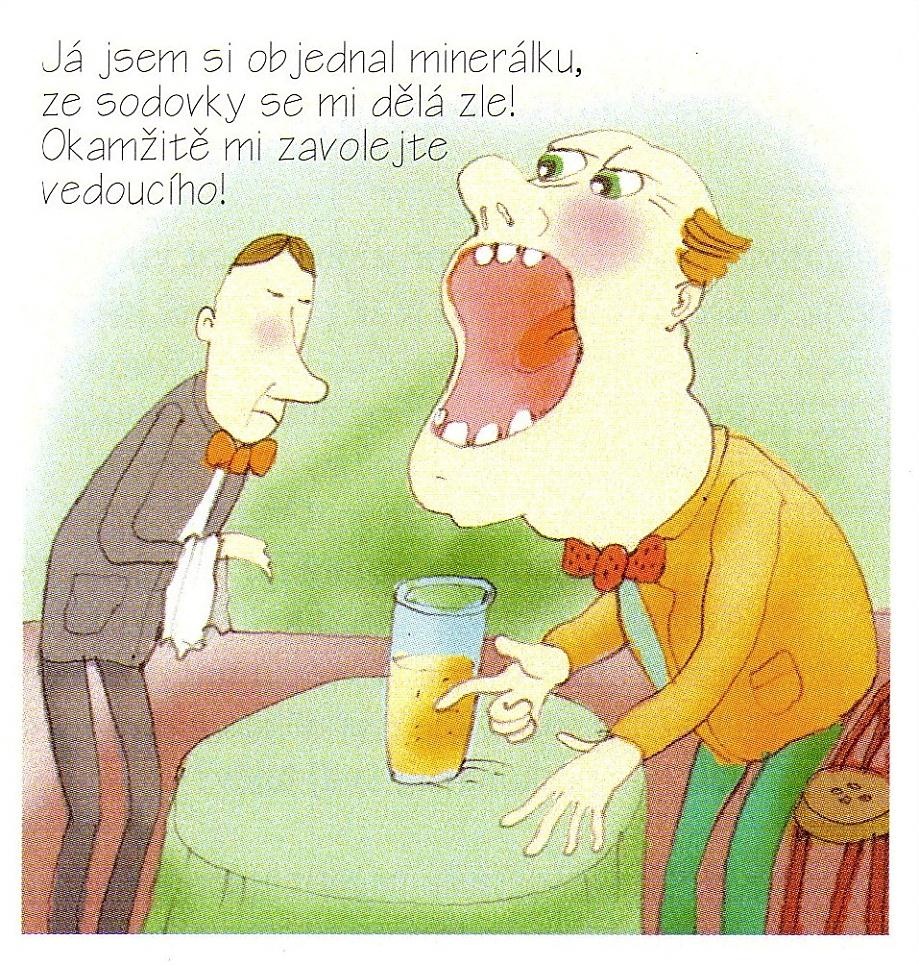 Já jsem si objednal minerálku,
ze sodovky se mi dělá zle!
Okamžitě mi zavolejte
vedoucího!